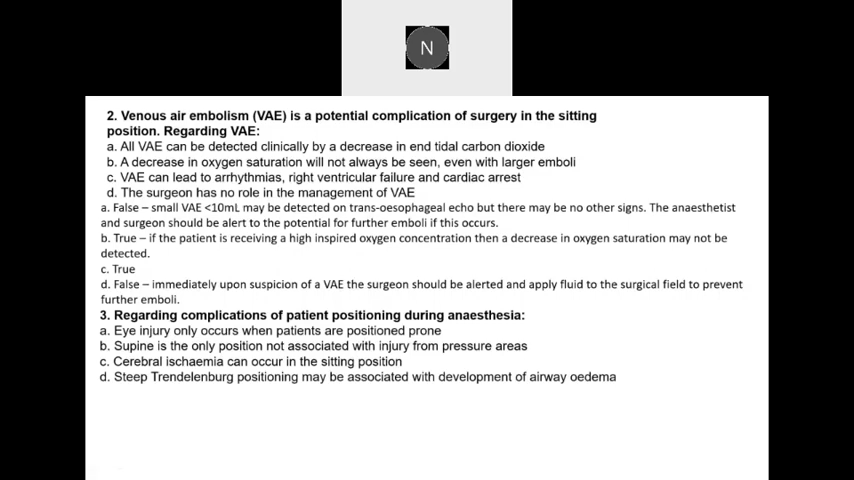 N
2. Venous air embolism (VAE) is a potential complication of surgery in the sitting
position. Regarding VAE:
a. All VAE can be detected clinically by a decrease in end tidal carbon dioxide
b. A decrease in oxygen saturation will not always be seen, even with larger emboli
c. VAE can lead to arrhythmias, right ventricular failure and cardiac arrest
d. The surgeon has no role in the management of VAE
a. False – small VAE <10mL may be detected on trans-oesophageal echo but there may be no other signs. The anaesthetist
and surgeon should be alert to the potential for further emboli if this occurs.
b. True – if the patient is receiving a high inspired oxygen concentration then a decrease in oxygen saturation may not be
detected.
c. True
d. False – immediately upon suspicion of a VAE the surgeon should be alerted and apply fluid to the surgical field to prevent
further emboli.
3. Regarding complications of patient positioning during anaesthesia:
a. Eye injury only occurs when patients are positioned prone
b. Supine is the only position not associated with injury from pressure areas
c. Cerebral ischaemia can occur in the sitting position
d. Steep Trendelenburg positioning may be associated with development of airway oedema